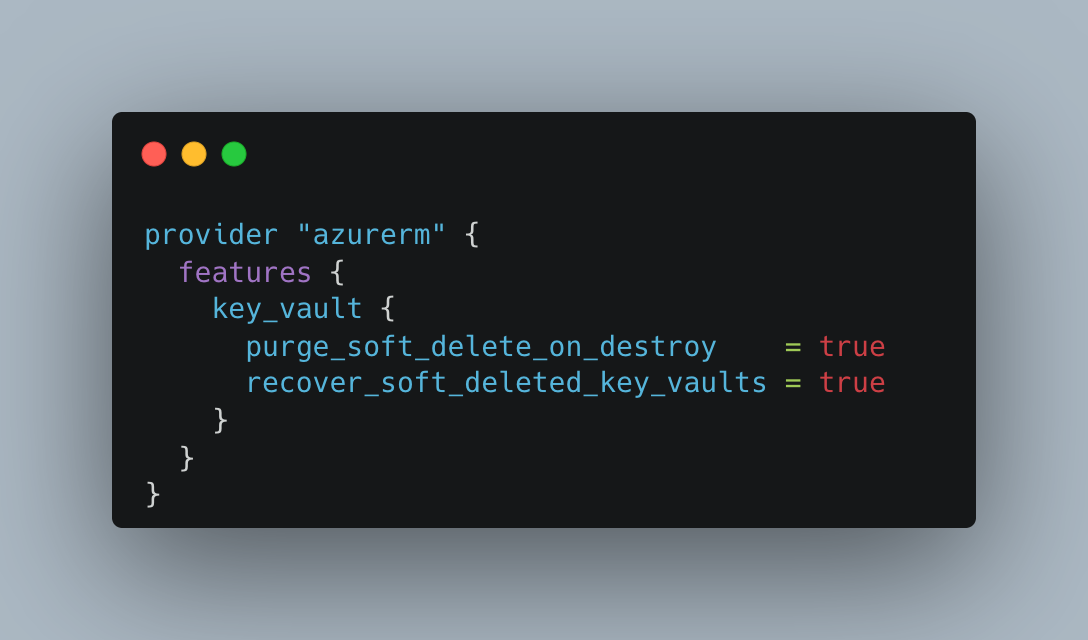 provider "azurerm" {
  features {
    key_vault {
      purge_soft_delete_on_destroy    = true
      recover_soft_deleted_key_vaults = true
    }
  }
}